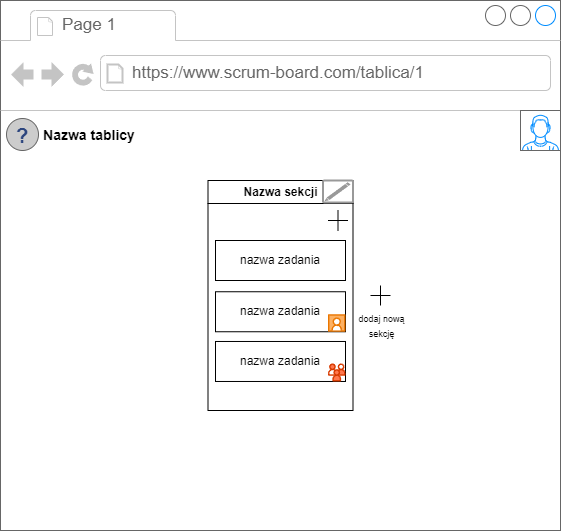 Page 1
https://www.scrum-board.com/tablica/1
? Nazwa tablicy
Nazwa sekcji
nazwa zadania
nazwa zadania
nazwa zadania
dodaj nową
sekcję